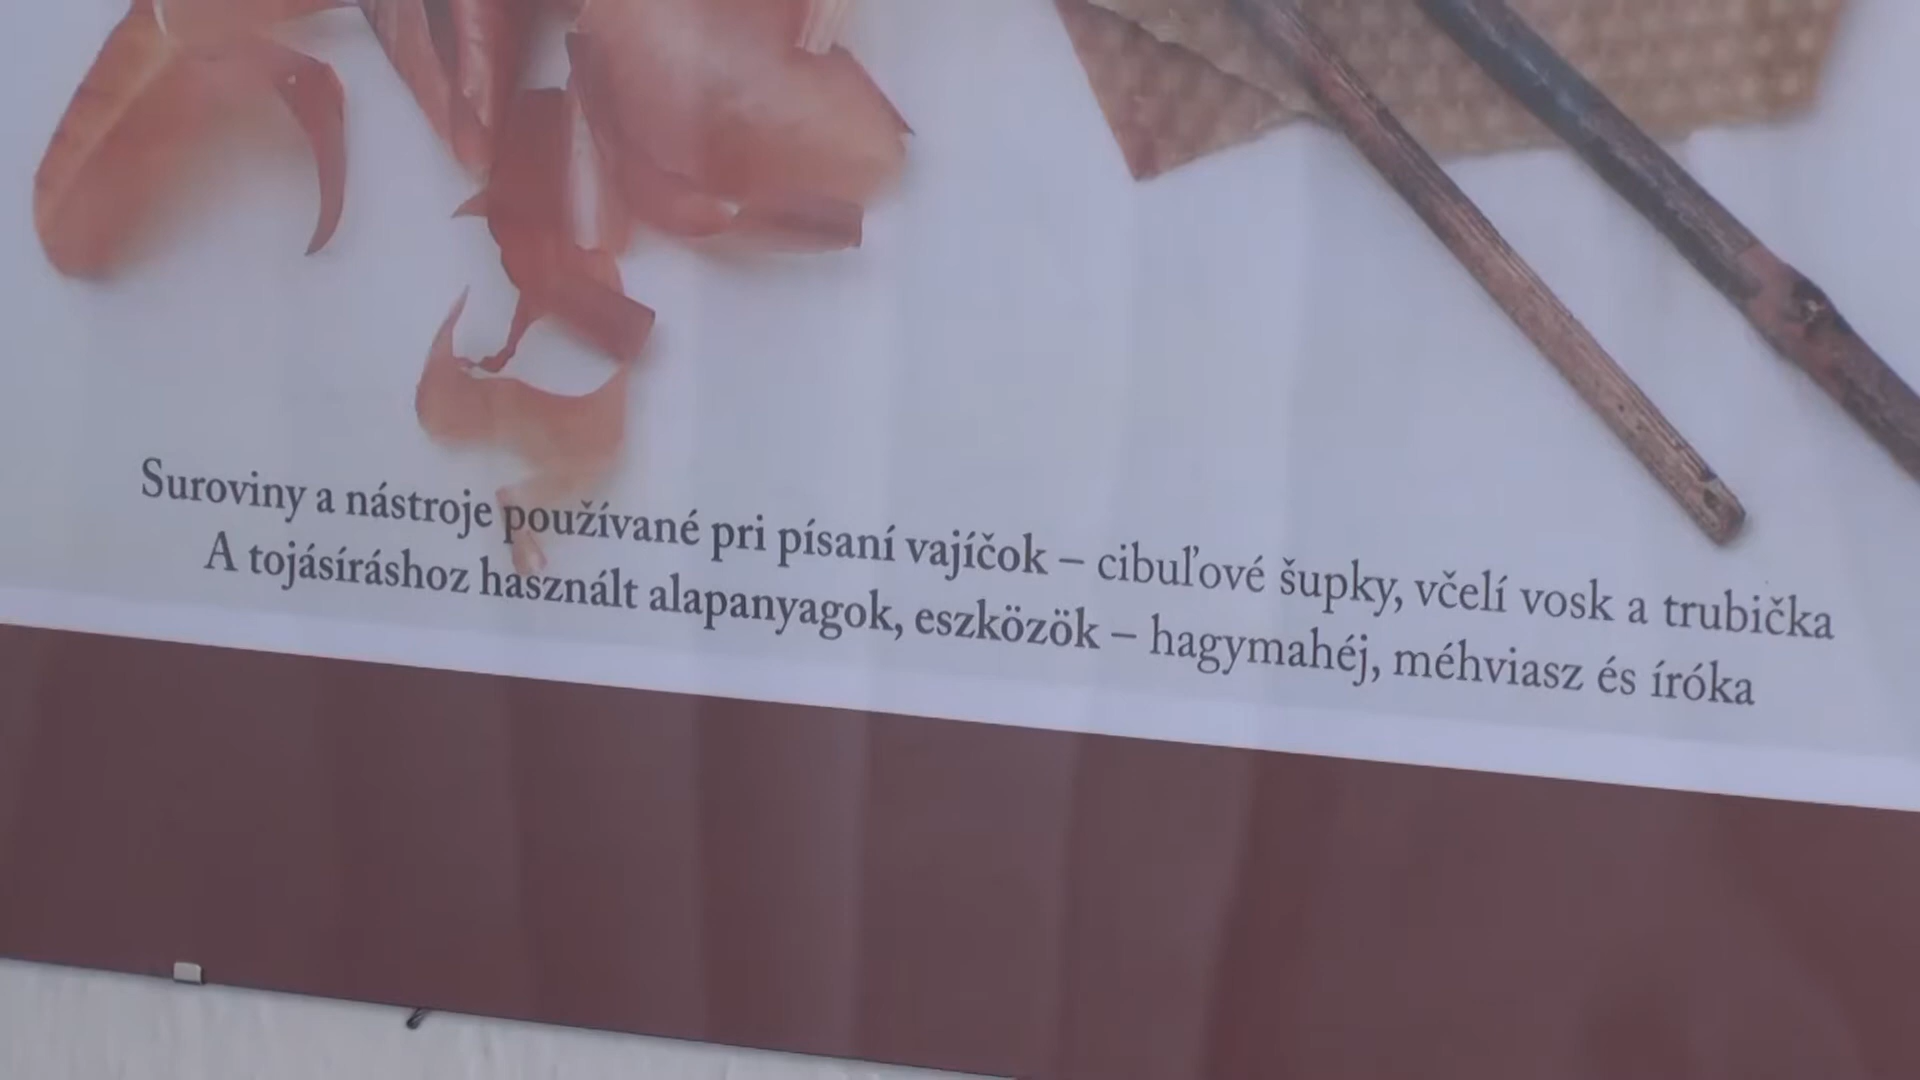 Suroviny a nástroje používané pri písaní vajíčok – cibuľové šupky, včelí vosk a trubička
A tojásíráshoz használt alapanyagok, eszközök – hagymahéj, méhviasz és íróka